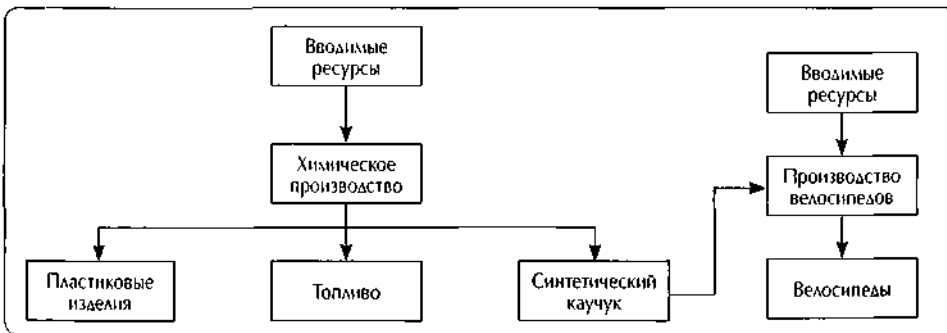 Вводимые
ресурсы
Вводимые
ресурсы
Химическое
производство
Производство
велосипедов
Пластиковые
изделия
Топливо
Синтетический
каучук
Велосипеды